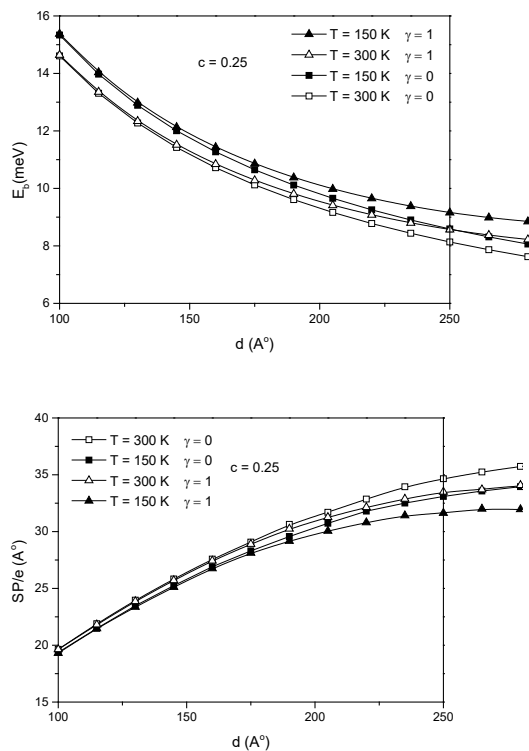 16
14
12
10
8
6
E_b(meV)
T = 150 K γ = 1
T = 300 K γ = 1
T = 150 K γ = 0
T = 300 K γ = 0
c = 0.25
100 150 200 250
d (A°)
40
35
30
25
20
15
SP/e (A°)
T = 300 K γ = 0
T = 150 K γ = 0
T = 300 K γ = 1
T = 150 K γ = 1
c = 0.25
100 150 200 250
d (A°)